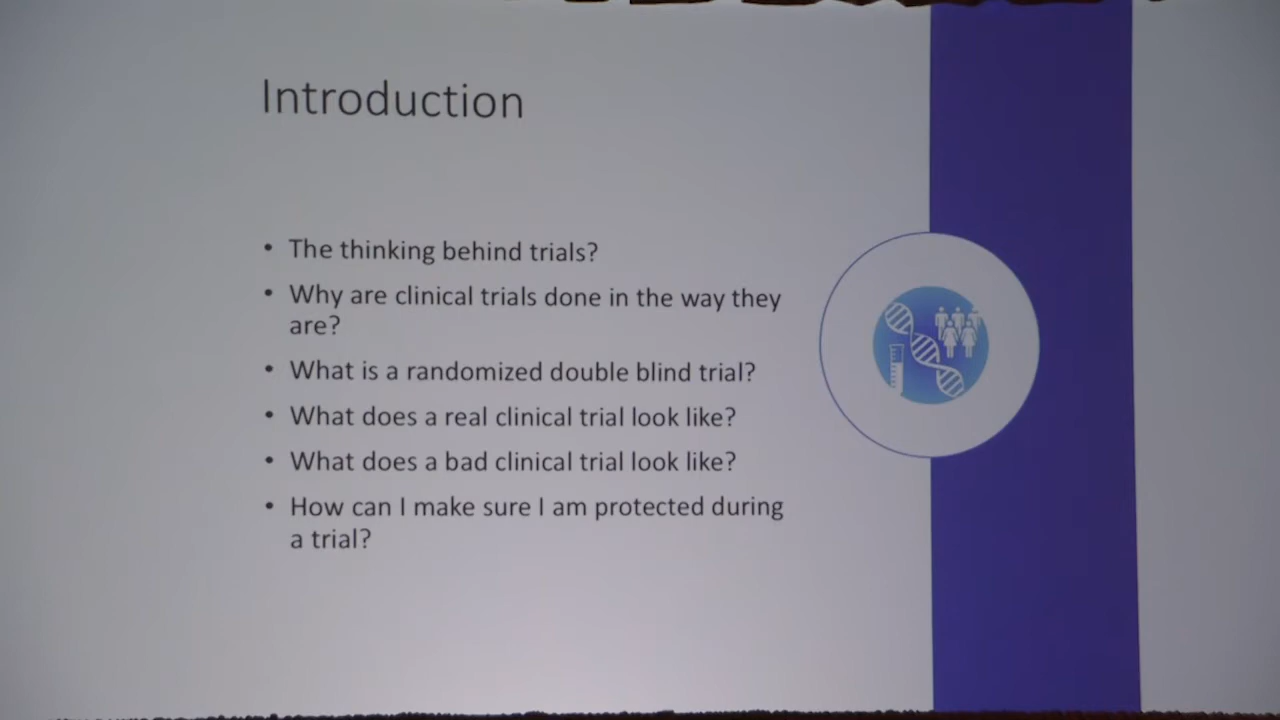 Introduction
• The thinking behind trials?
• Why are clinical trials done in the way they
are?
• What is a randomized double blind trial?
• What does a real clinical trial look like?
• What does a bad clinical trial look like?
• How can I make sure I am protected during
a trial?